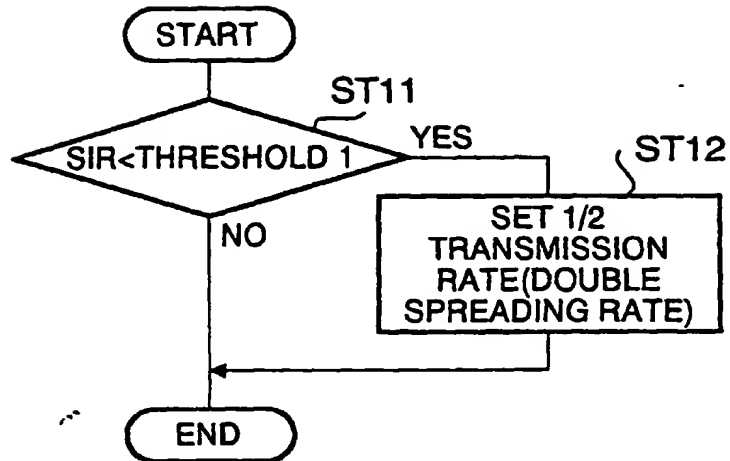 START
ST11
SIR<THRESHOLD 1
YES
ST12
SET 1/2
TRANSMISSION
RATE(DOUBLE
SPREADING RATE)
NO
END